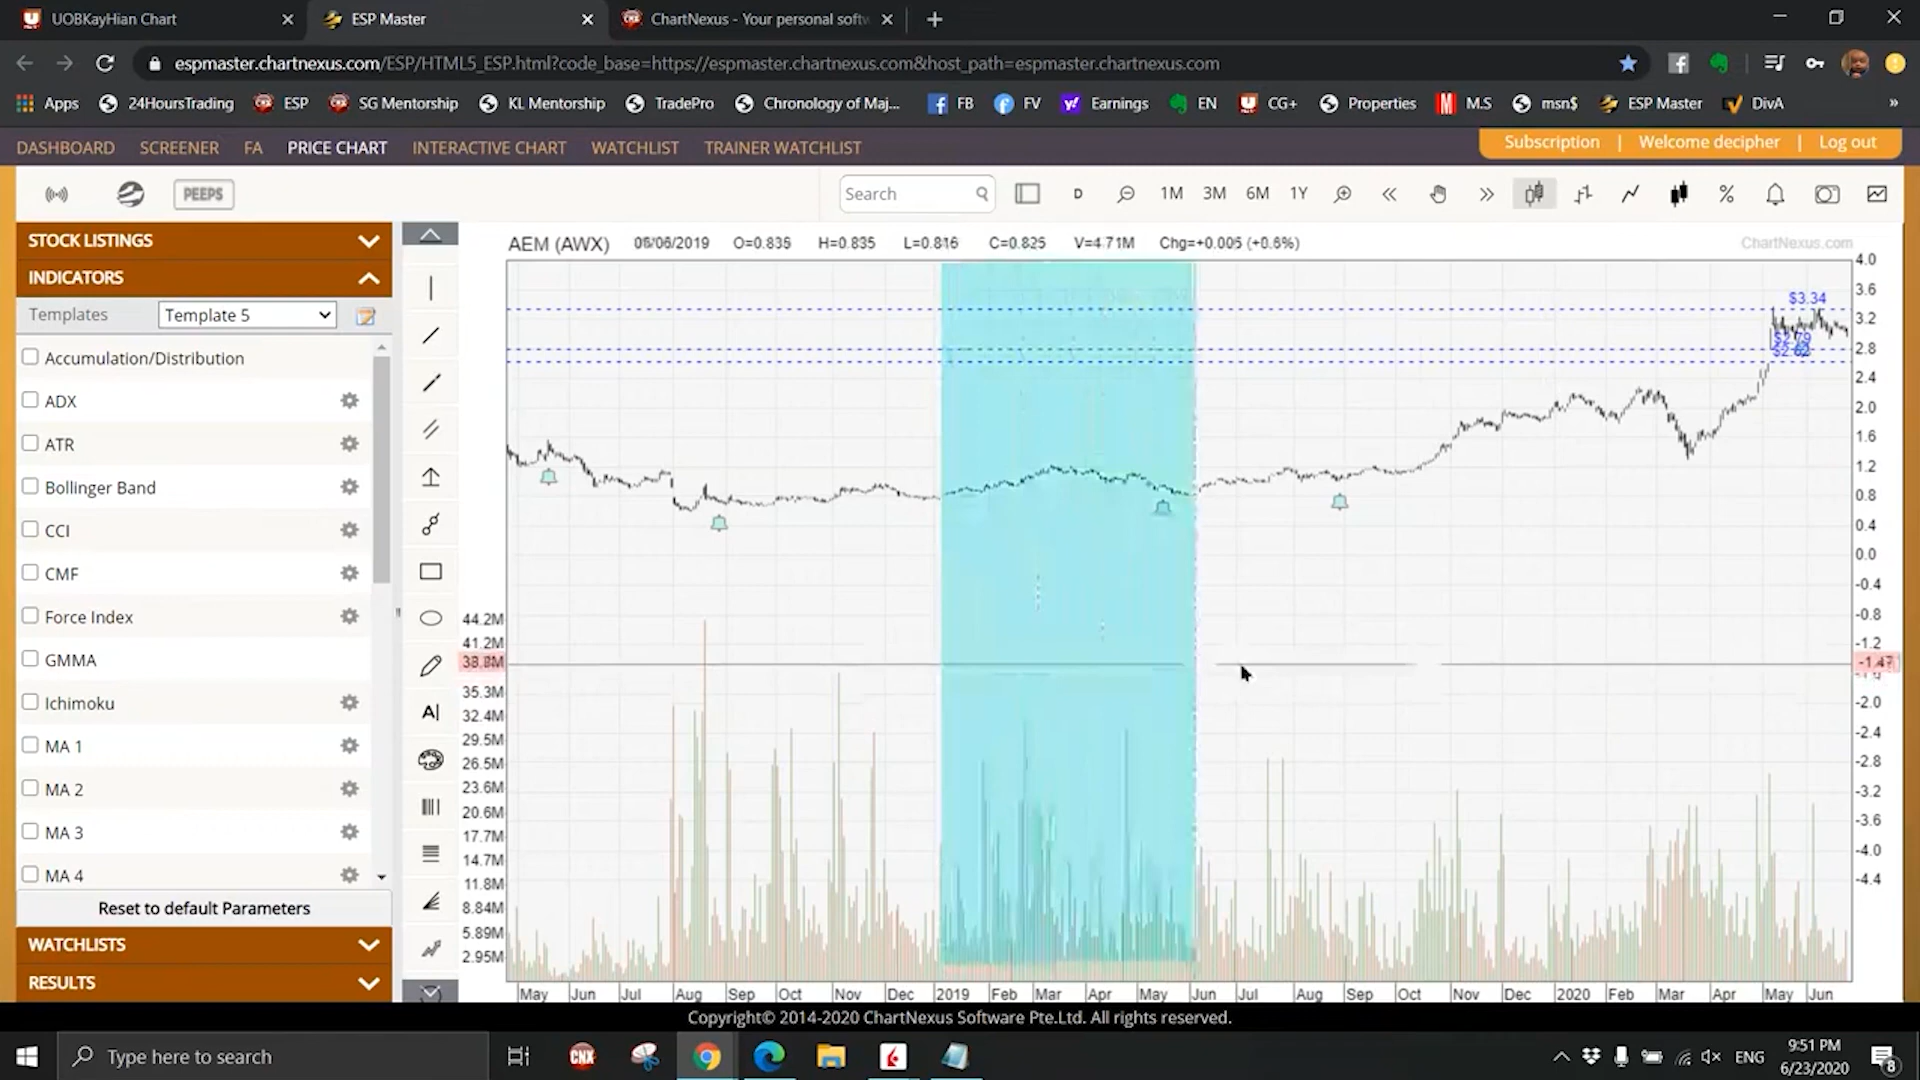 UOBKayHian Chart
ESP Master
ChartNexus - Your personal softw
espmaster.chartnexus.com/ESP/HTML5_ESP.html?code_base=https://espmaster.chartnexus.com&host_path=espmaster.chartnexus.com
Apps 24HoursTrading ESP SG Mentorship KL Mentorship TradePro Chronology of Maj... FB FV Earnings EN CG+ Properties M.S msn$ ESP Master DivA »
DASHBOARD SCREENER FA PRICE CHART INTERACTIVE CHART WATCHLIST TRAINER WATCHLIST
Subscription | Welcome decipher | Log out
PEEPS
Search
D 1M 3M 6M 1Y
STOCK LISTINGS
INDICATORS
Templates Template 5
Accumulation/Distribution
ADX
ATR
Bollinger Band
CCI
CMF
Force Index
GMMA
Ichimoku
MA 1
MA 2
MA 3
MA 4
Reset to default Parameters
WATCHLISTS
RESULTS
AEM (AWX) 06/06/2019 O=0.835 H=0.835 L=0.816 C=0.825 V=4.71M Chg=+0.005 (+0.6%)
ChartNexus.com
$3.34
$2.79
4.0
3.6
3.2
2.8
2.4
2.0
1.6
1.2
0.8
0.4
0.0
-0.4
-0.8
-1.2
-1.47
-2.0
-2.4
-2.8
-3.2
-3.6
-4.0
-4.4
44.2M
41.2M
38.8M
35.3M
32.4M
29.5M
26.5M
23.6M
20.6M
17.7M
14.7M
11.8M
8.84M
5.89M
2.95M
May Jun Jul Aug Sep Oct Nov Dec 2019 Feb Mar Apr May Jun Jul Aug Sep Oct Nov Dec 2020 Feb Mar Apr May Jun
Copyright© 2014-2020 ChartNexus Software Pte.Ltd. All rights reserved.
Type here to search
CNX
ENG
9:51 PM
6/23/2020
8